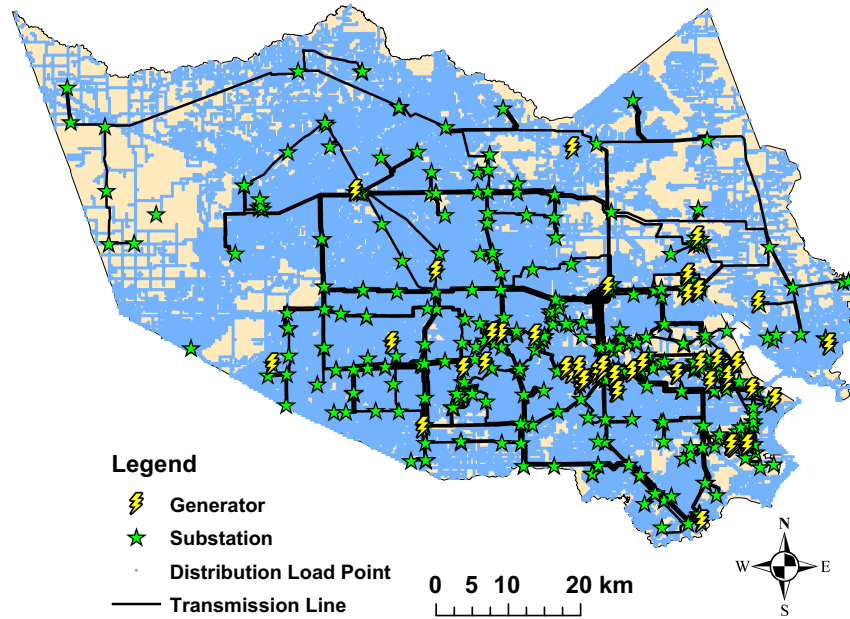 Legend
Generator
Substation
Distribution Load Point
Transmission Line
0 5 10 20 km
N
W E
S